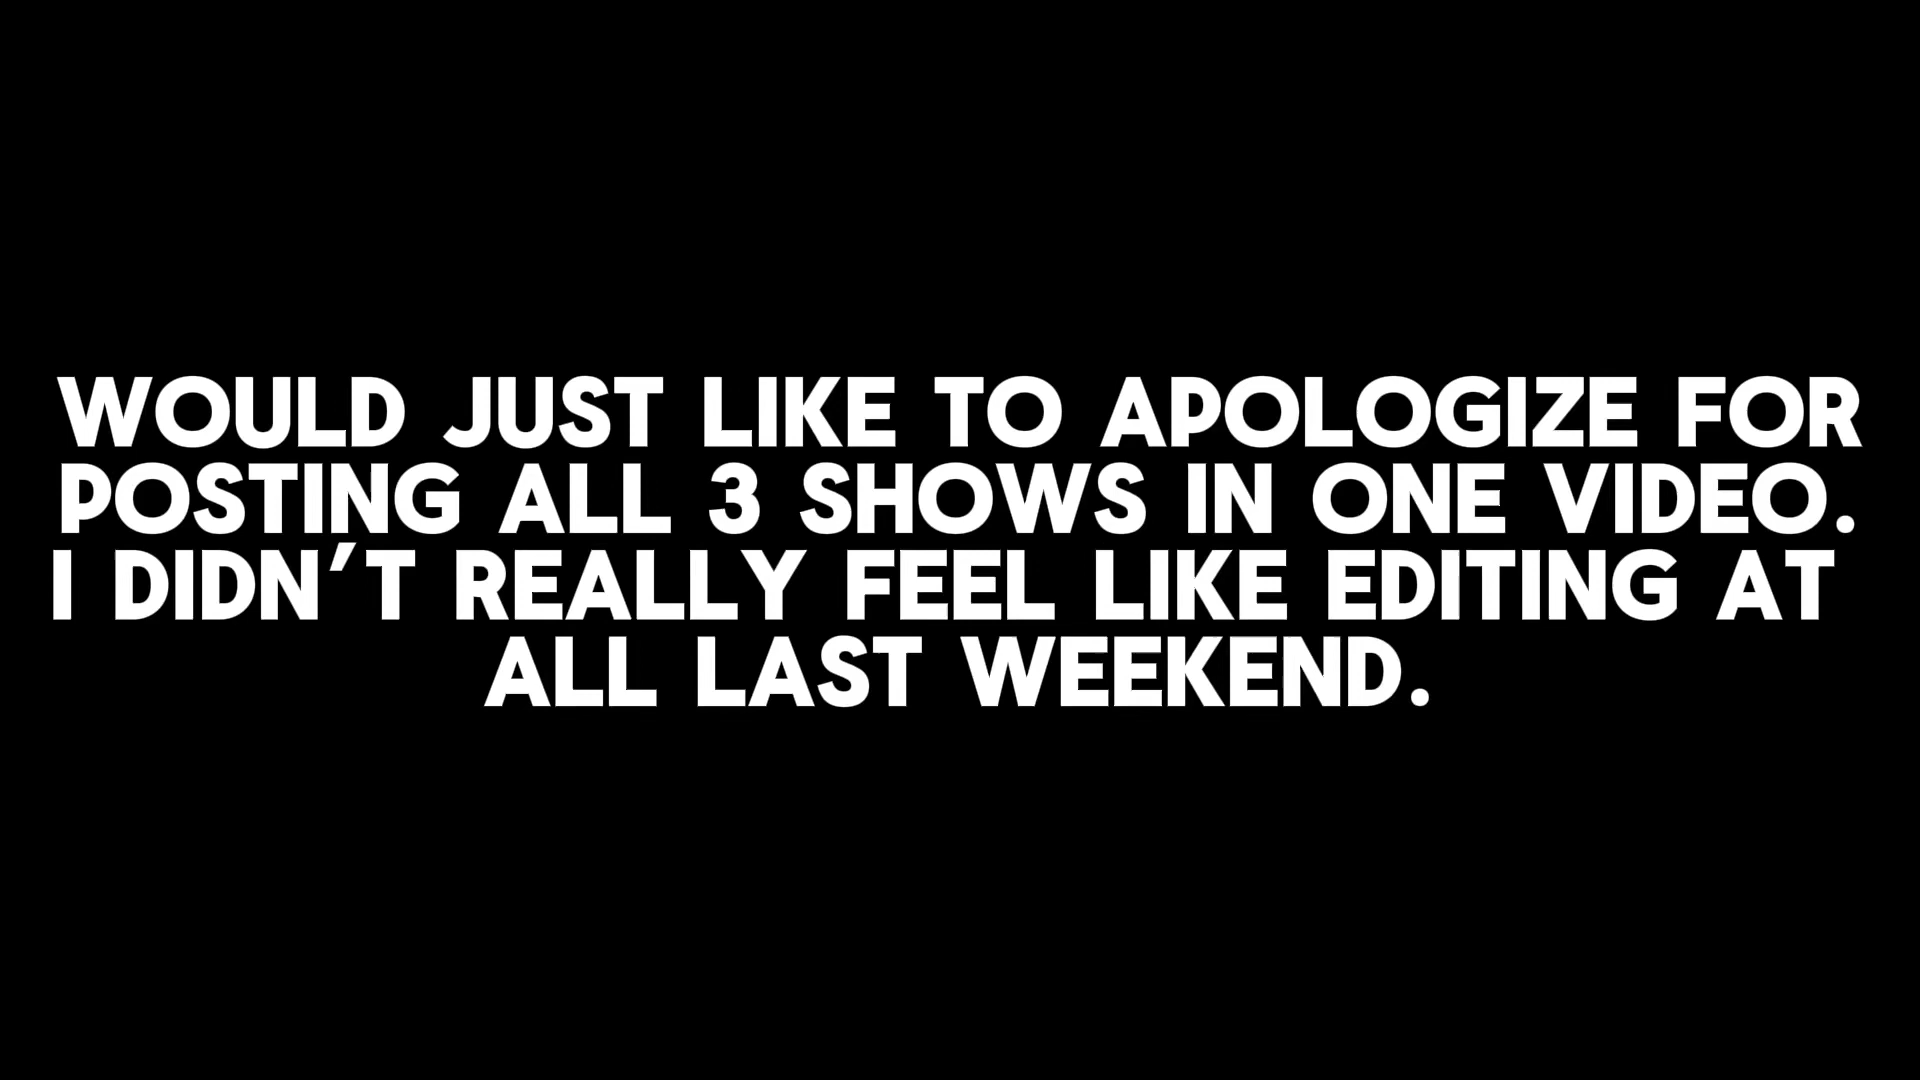 WOULD JUST LIKE TO APOLOGIZE FOR
POSTING ALL 3 SHOWS IN ONE VIDEO.
I DIDN'T REALLY FEEL LIKE EDITING AT
ALL LAST WEEKEND.